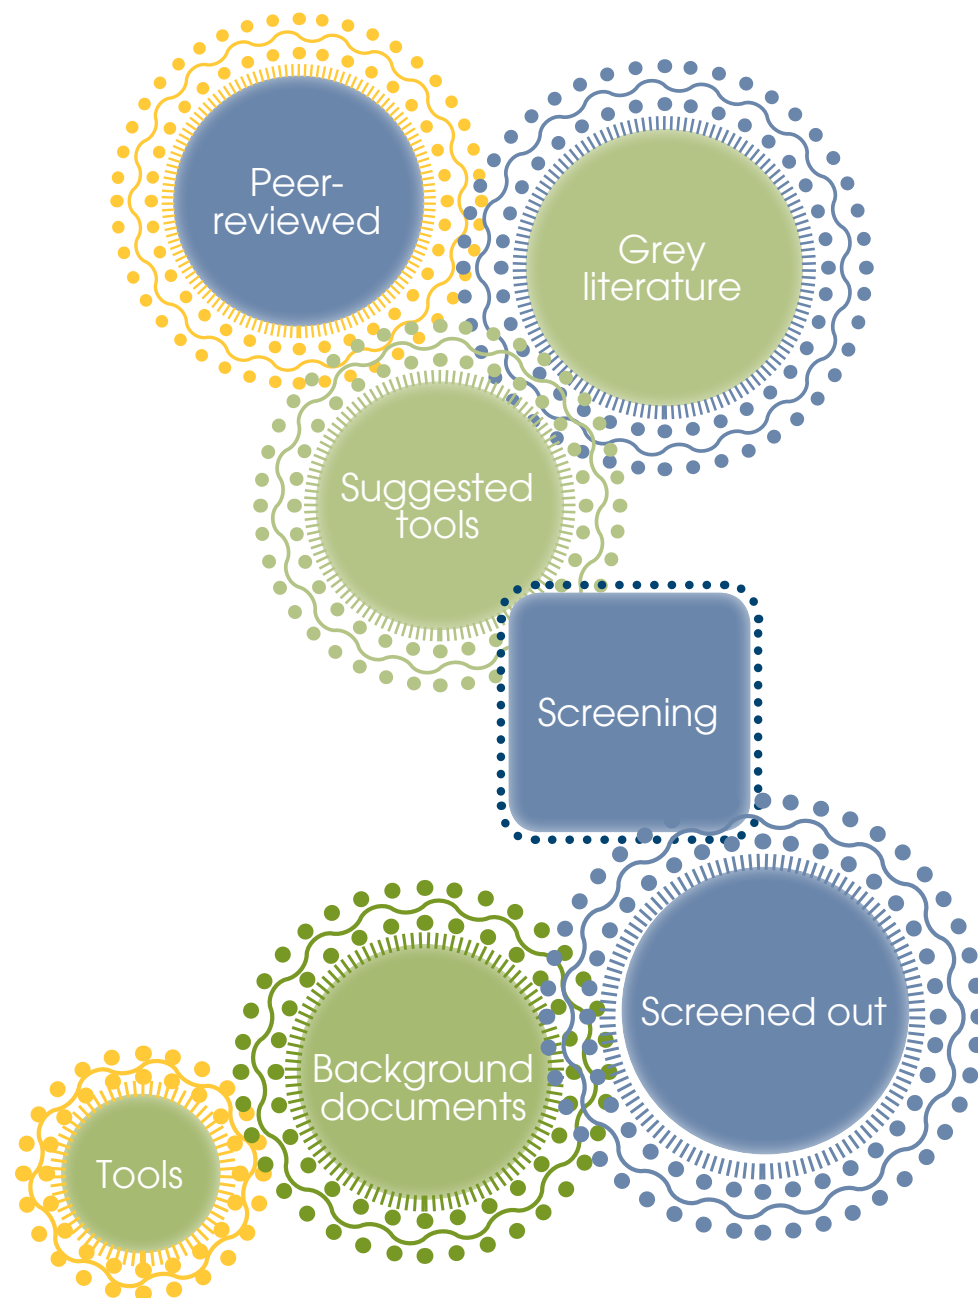 Peer-
reviewed
Grey
literature
Suggested
tools
Screening
Screened out
Background
documents
Tools